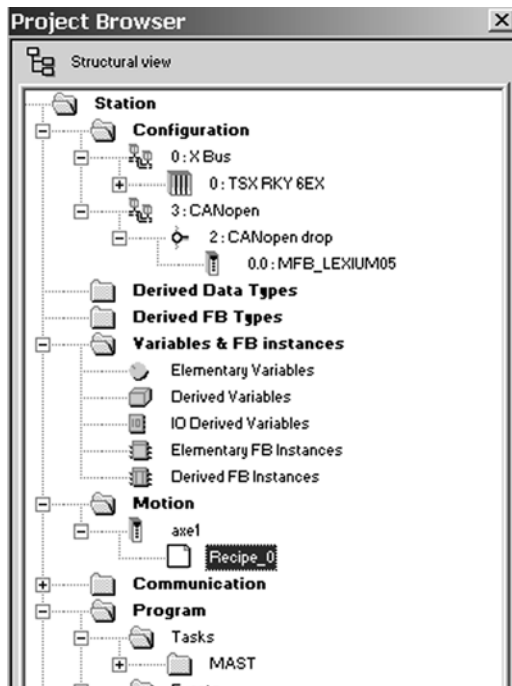 Project Browser
Structural view
Station
Configuration
0 : X Bus
0 : TSX RKY 6EX
3 : CANopen
2 : CANopen drop
0.0 : MFB_LEXIUM05
Derived Data Types
Derived FB Types
Variables & FB instances
Elementary Variables
Derived Variables
IO Derived Variables
Elementary FB Instances
Derived FB Instances
Motion
axe1
Recipe_0
Communication
Program
Tasks
MAST